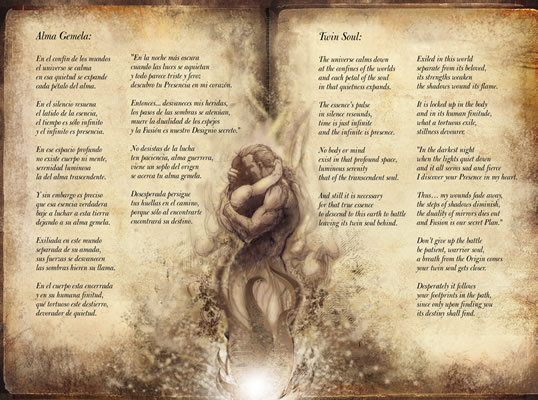 Alma Gemela:
En el confín de los mundos
el universo se calma
en esa quietud se expande
cada pétalo del alma.
En el silencio resuena
el latido de la esencia,
el tiempo es sólo infinito
y el infinito es presencia.
En ese espacio profundo
no existe cuerpo ni mente,
serenidad luminosa
la del alma transcendente.
Y sin embargo es preciso
que esa esencia verdadera
baje a luchar a esta tierra
dejando a su alma gemela.
Exiliada en este mundo
separada de su amada,
sus fuerzas se desvanecen
las sombras hieren su llama.
En el cuerpo esta encerrada
y en su humana finitud,
qué tortuoso este destierro,
devorador de quietud.
"En la noche más oscura
cuando las luces se aquietan
y todo parece triste y feroz
descubro tu Presencia en mi corazón.
Entonces... desvaneces mis heridas,
los pasos de las sombras se atenúan,
muere la dualidad de los espejos
y la Fusión es nuestro Designio secreto."
No desistas de la lucha
ten paciencia, alma guerrera,
viene un soplo del origen
se acerca tu alma gemela.
Desesperada persigue
tus huellas en el camino,
porque sólo al encontrarte
encontrará su destino.
Twin Soul:
The universe calms down
at the confines of the worlds
and each petal of the soul
in that quietness expands.
The essence's pulse
in silence resounds,
time is just infinite
and the infinite is presence.
No body or mind
exist in that profound space,
luminous serenity
that of the transcendent soul.
And still it is necessary
for that true essence
to descend to this earth to battle
leaving its twin soul behind.
Exiled in this world
separate from its beloved,
its strengths weaken
the shadows wound its flame.
It is locked up in the body
and in its human finitude,
what a tortuous exile,
stillness devourer.
"In the darkest night
when the lights quiet down
and it all seems sad and fierce
I discover your Presence in my heart.
Thus... my wounds fade away,
the steps of shadows diminish,
the duality of mirrors dies out
and Fusion is our secret Plan."
Don't give up the battle
be patient, warrior soul,
a breath from the Origin comes
your twin soul gets closer.
Desperately it follows
your footprints in the path,
since only upon finding you
its destiny shall find.